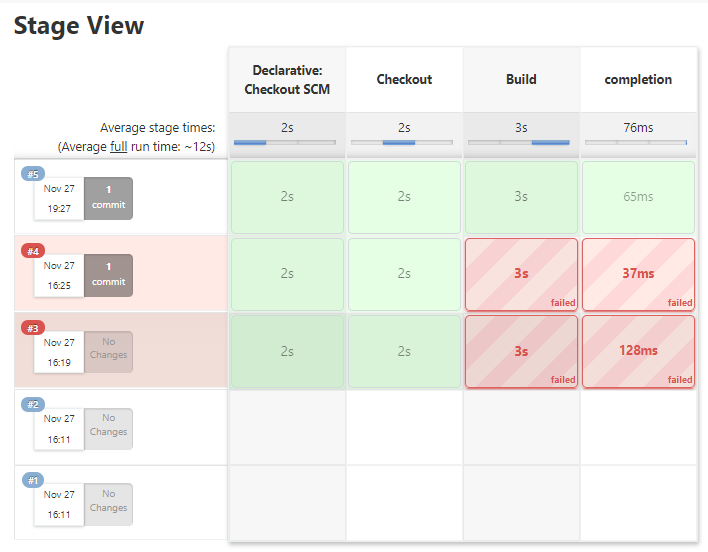 Stage View
Declarative:
Checkout SCM
Checkout
Build
completion
Average stage times:
(Average full run time: ~12s)
2s
2s
3s
76ms
#5
Nov 27
19:27
1
commit
2s
2s
3s
65ms
#4
Nov 27
16:25
1
commit
2s
2s
3s
failed
37ms
failed
#3
Nov 27
16:19
No
Changes
2s
2s
3s
failed
128ms
failed
#2
Nov 27
16:11
No
Changes
#1
Nov 27
16:11
No
Changes